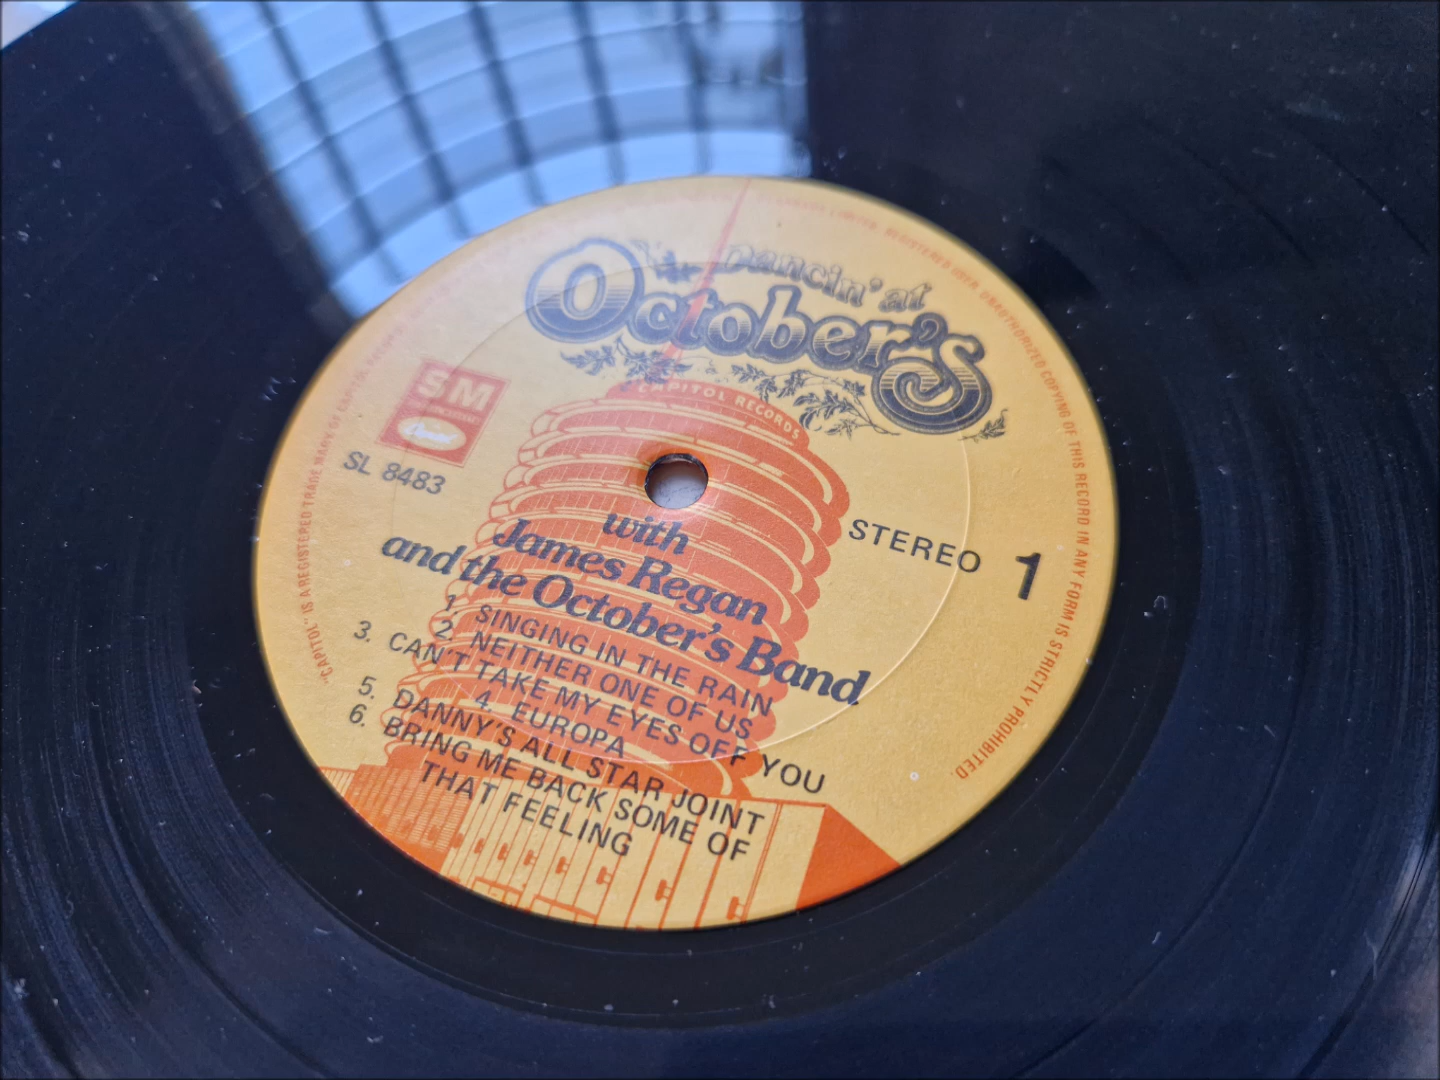 Dancin' at
October's
CAPITOL RECORDS
SM
Capitol
SL 8483
STEREO 1
with
James Regan
and the October's Band
1. SINGING IN THE RAIN
2. NEITHER ONE OF US
3. CAN'T TAKE MY EYES OFF YOU
4. EUROPA
5. DANNY'S ALL STAR JOINT
6. BRING ME BACK SOME OF
THAT FEELING
"CAPITOL" IS A REGISTERED TRADE MARK OF CAPITOL
UNAUTHORIZED COPYING OF THIS RECORD IN ANY FORM IS STRICTLY PROHIBITED.